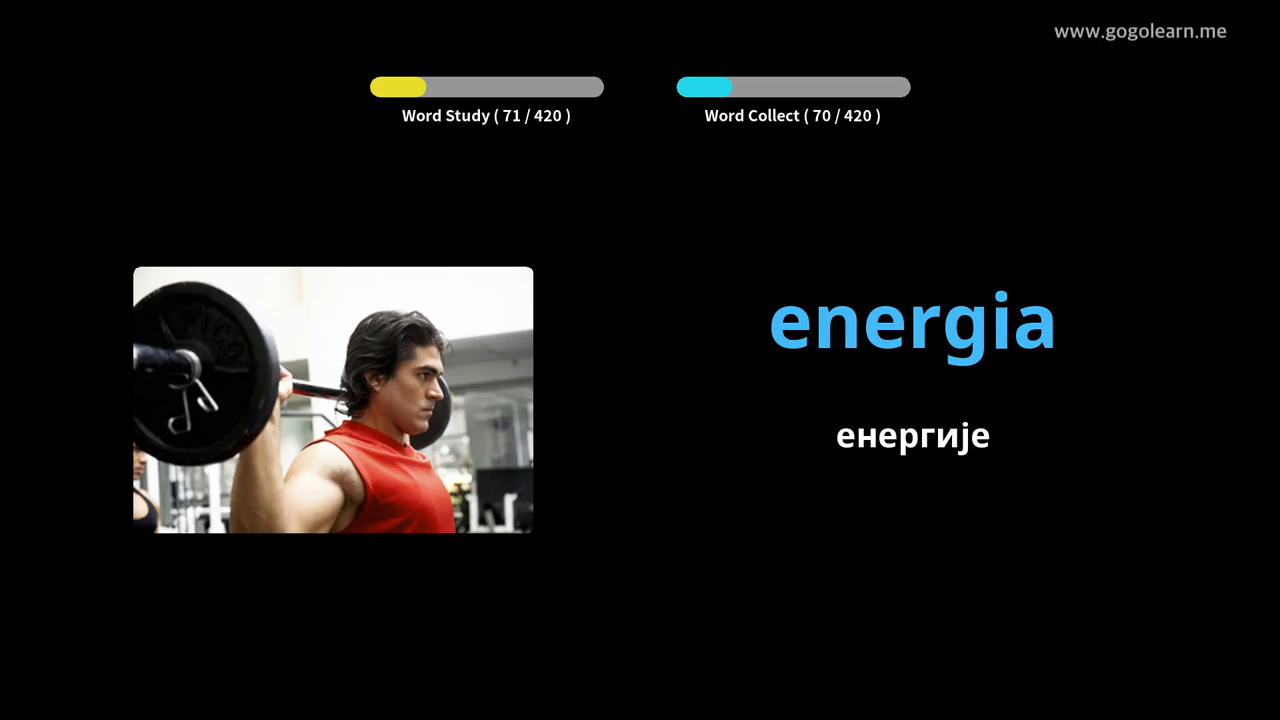 www.gogolearn.me
Word Study ( 71 / 420 )
Word Collect ( 70 / 420 )
energia
енергије